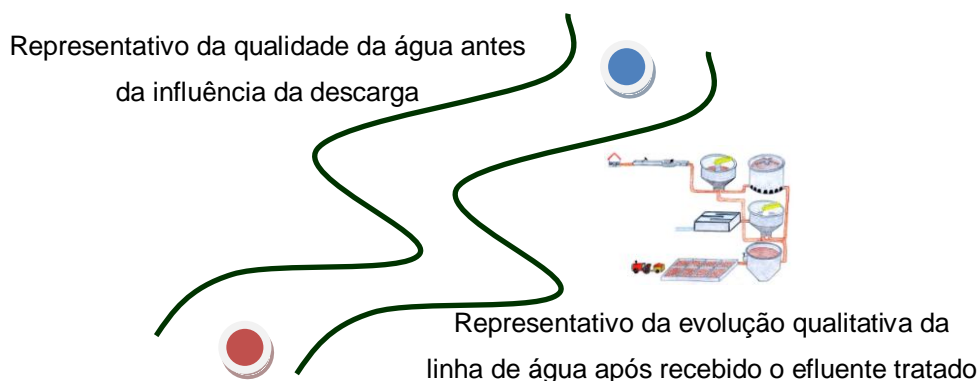 Representativo da qualidade da água antes
da influência da descarga
Representativo da evolução qualitativa da
linha de água após recebido o efluente tratado